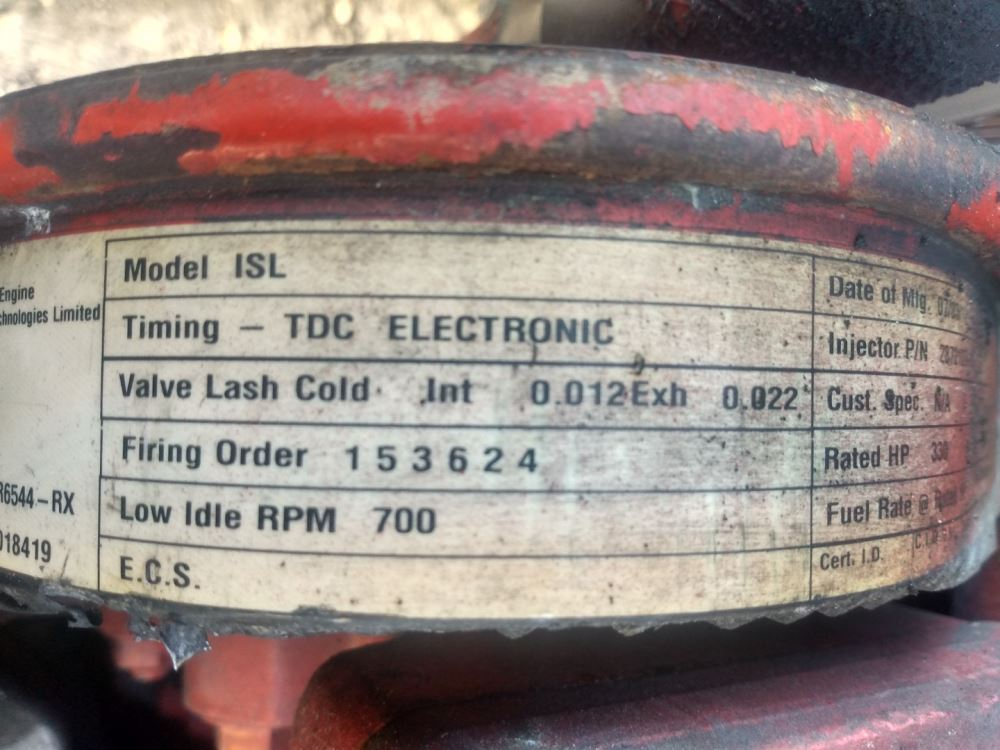 Engine
Technologies Limited
R6544-RX
018419
Model ISL
Timing - TDC ELECTRONIC
Valve Lash Cold Int 0.012 Exh 0.022
Firing Order 1 5 3 6 2 4
Low Idle RPM 700
E.C.S.
Date of Mfg.
Injector P/N
Cust. Spec. N/A
Rated HP 330
Fuel Rate @
Cert. I.D.